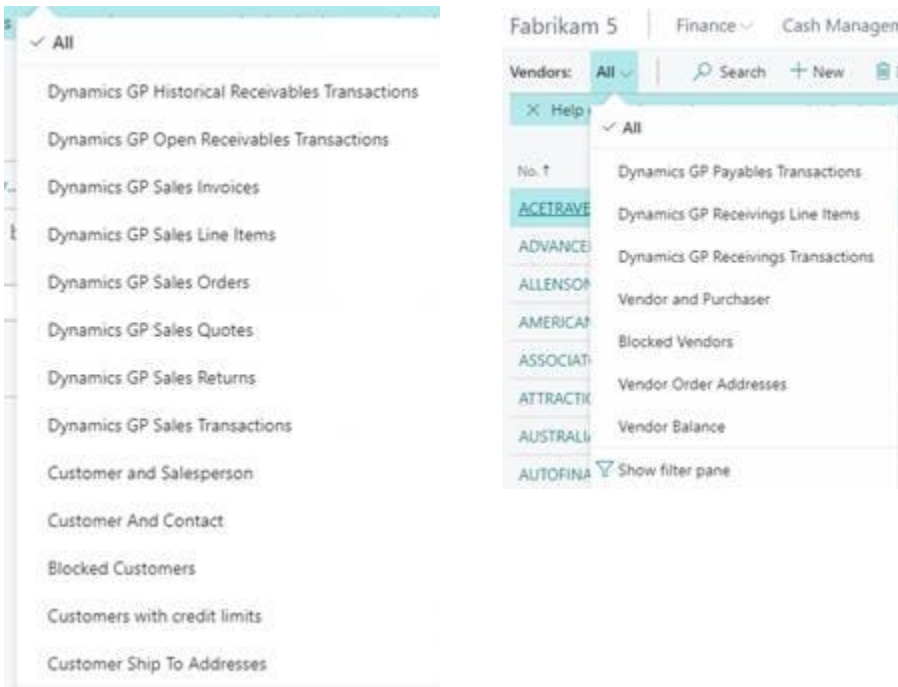 All
Dynamics GP Historical Receivables Transactions
Dynamics GP Open Receivables Transactions
Dynamics GP Sales Invoices
Dynamics GP Sales Line Items
Dynamics GP Sales Orders
Dynamics GP Sales Quotes
Dynamics GP Sales Returns
Dynamics GP Sales Transactions
Customer and Salesperson
Customer And Contact
Blocked Customers
Customers with credit limits
Customer Ship To Addresses
Fabrikam 5 Finance Cash Managem
Vendors: All Search New
Help
All
No.
Dynamics GP Payables Transactions
ACETRAVE
Dynamics GP Receivings Line Items
ADVANCE
Dynamics GP Receivings Transactions
ALLENSON
Vendor and Purchaser
AMERICAN
Blocked Vendors
ASSOCIAT
Vendor Order Addresses
ATTRACTIO
Vendor Balance
AUSTRALI
AUTOFINA Show filter pane